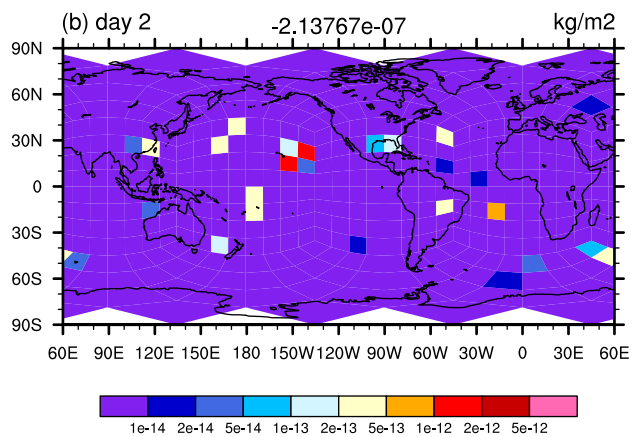 (b) day 2 -2.13767e-07 kg/m2
90N
60N
30N
0
30S
60S
90S
60E 90E 120E 150E 180 150W 120W 90W 60W 30W 0 30E 60E
1e-14 2e-14 5e-14 1e-13 2e-13 5e-13 1e-12 2e-12 5e-12